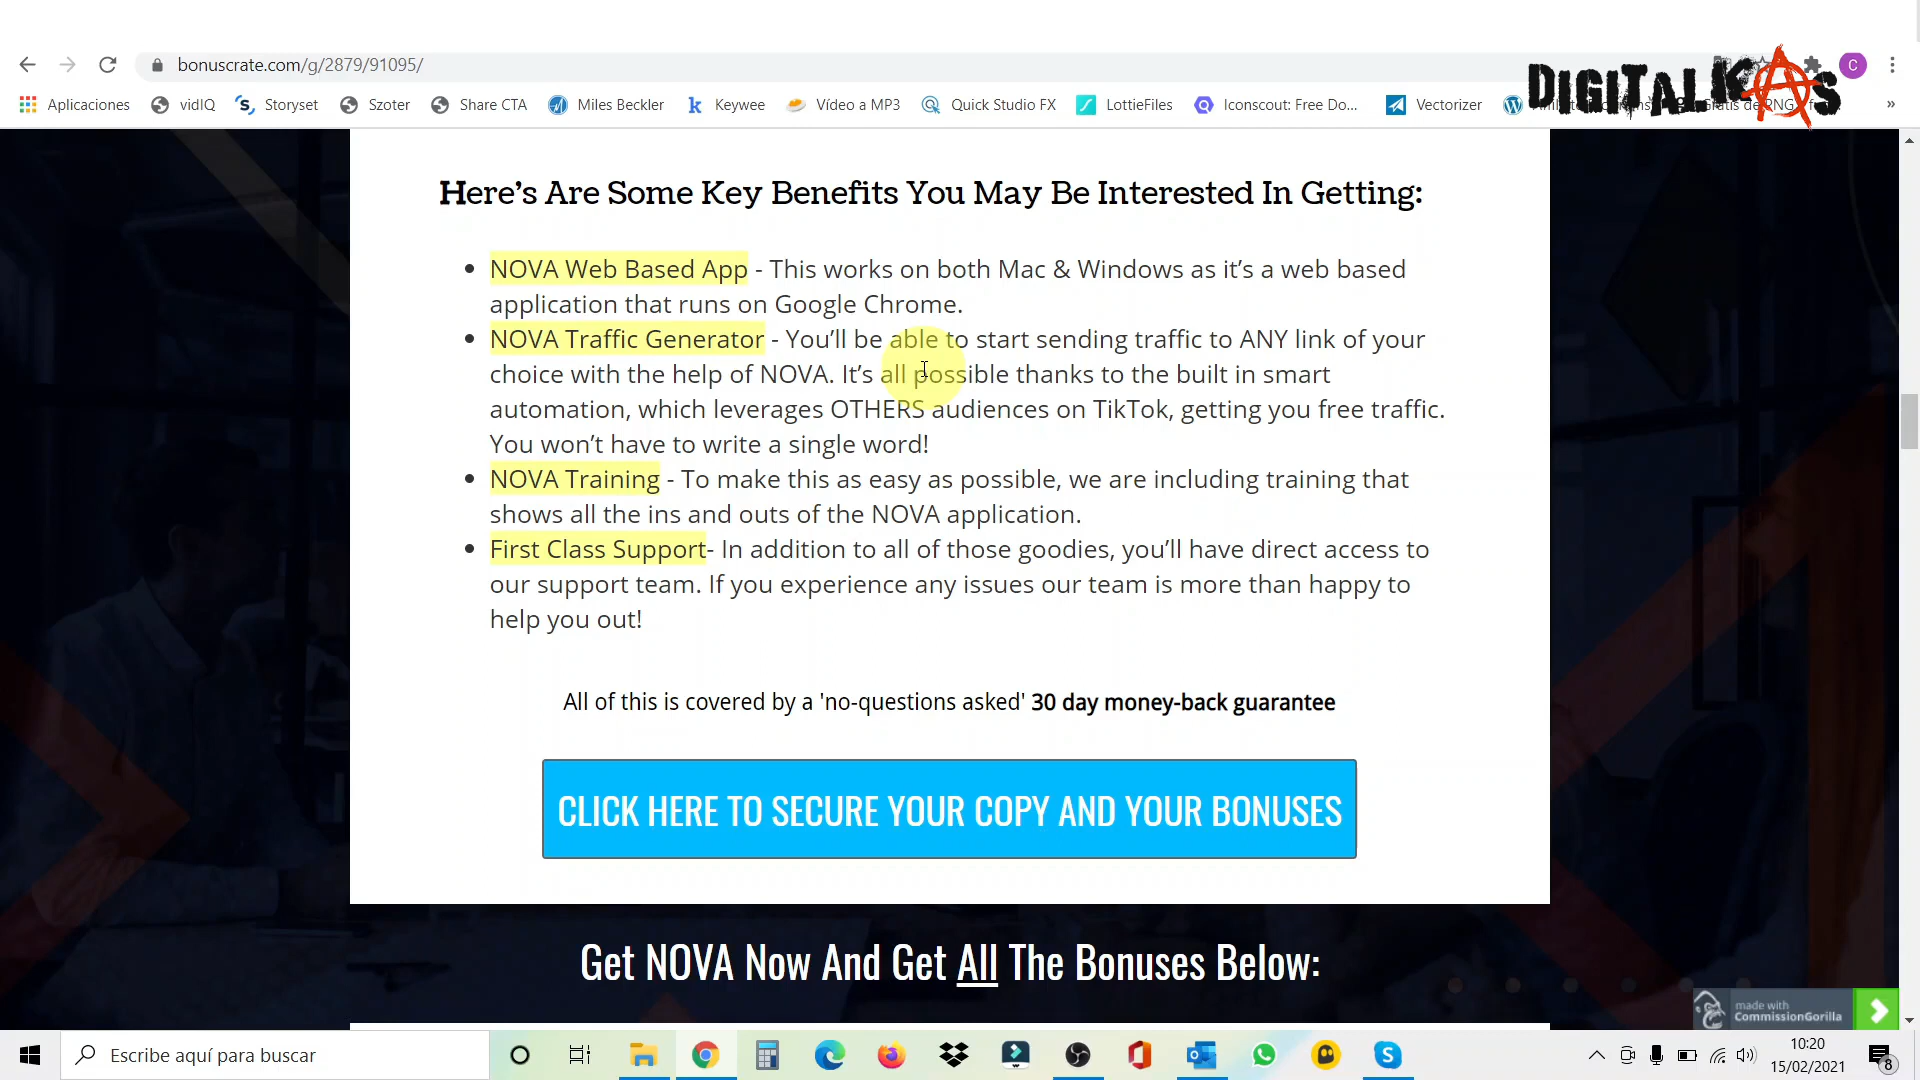 bonuscrate.com/g/2879/91095/
C
DIGITALKAS
Aplicaciones vidIQ Storyset Szoter Share CTA Miles Beckler Keywee Vídeo a MP3 Quick Studio FX LottieFiles Iconscout: Free Do... Vectorizer »
Here's Are Some Key Benefits You May Be Interested In Getting:
NOVA Web Based App - This works on both Mac & Windows as it's a web based
application that runs on Google Chrome.
NOVA Traffic Generator - You'll be able to start sending traffic to ANY link of your
choice with the help of NOVA. It's all possible thanks to the built in smart
automation, which leverages OTHERS audiences on TikTok, getting you free traffic.
You won't have to write a single word!
NOVA Training - To make this as easy as possible, we are including training that
shows all the ins and outs of the NOVA application.
First Class Support- In addition to all of those goodies, you'll have direct access to
our support team. If you experience any issues our team is more than happy to
help you out!
All of this is covered by a 'no-questions asked' 30 day money-back guarantee
CLICK HERE TO SECURE YOUR COPY AND YOUR BONUSES
Get NOVA Now And Get All The Bonuses Below:
made with
CommissionGorilla
Escribe aquí para buscar
10:20
15/02/2021
8